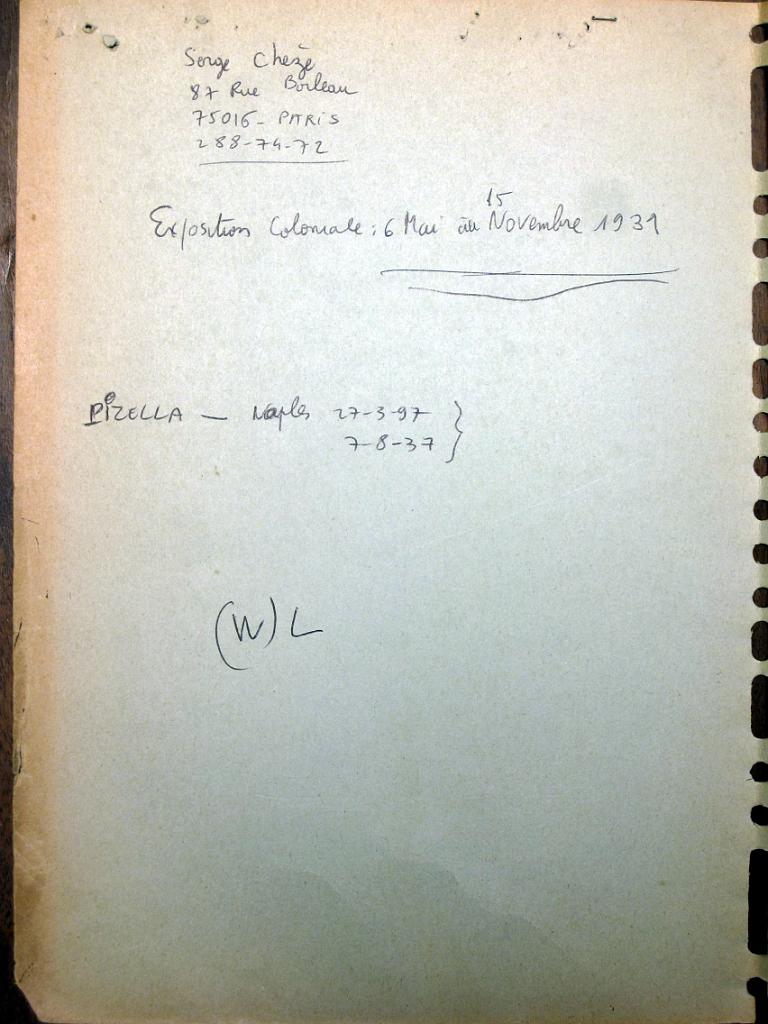 Serge Chèze
87 Rue Boileau
75016 - PARIS
288-74-72
15
Exposition Coloniale : 6 Mai au Novembre 1931
PIZELLA — Naples 27-3-97 }
7-8-37
(W) L